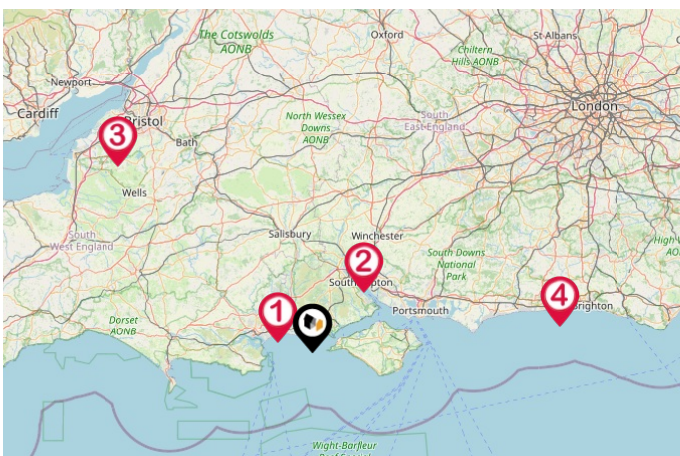 The Cotswolds
AONB
Oxford
St Albans
Chiltern
Hills AONB
Newport
Cardiff
Bristol
London
3
Bath
North Wessex
Downs
AONB
South
East England
Wells
South
West England
Salisbury
Winchester
South Downs
National
Park
High W
AO
2
Southampton
1
4
Portsmouth
Brighton
Dorset
AONB
Wight-Barfleur